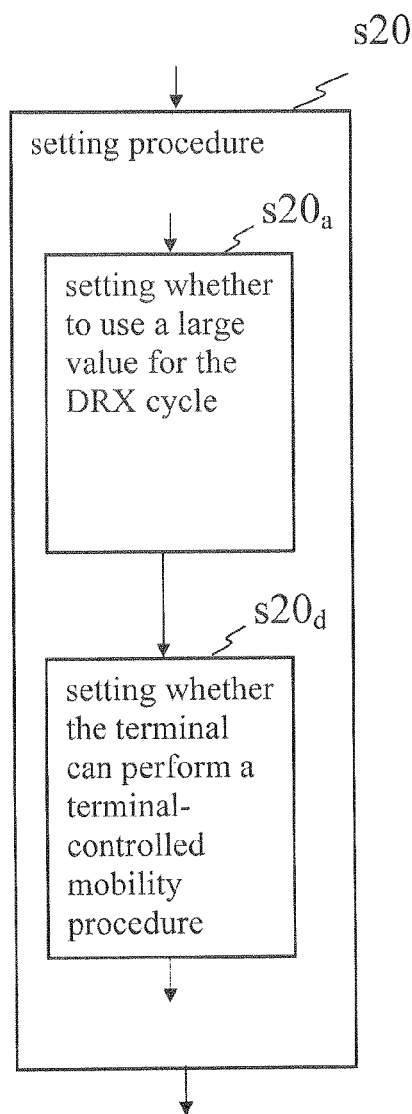 s20
setting procedure
s20a
setting whether
to use a large
value for the
DRX cycle
s20d
setting whether
the terminal
can perform a
terminal-
controlled
mobility
procedure